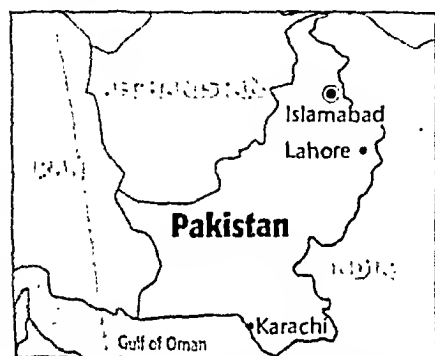 Islamabad
Lahore
Pakistan
Karachi
Gulf of Oman